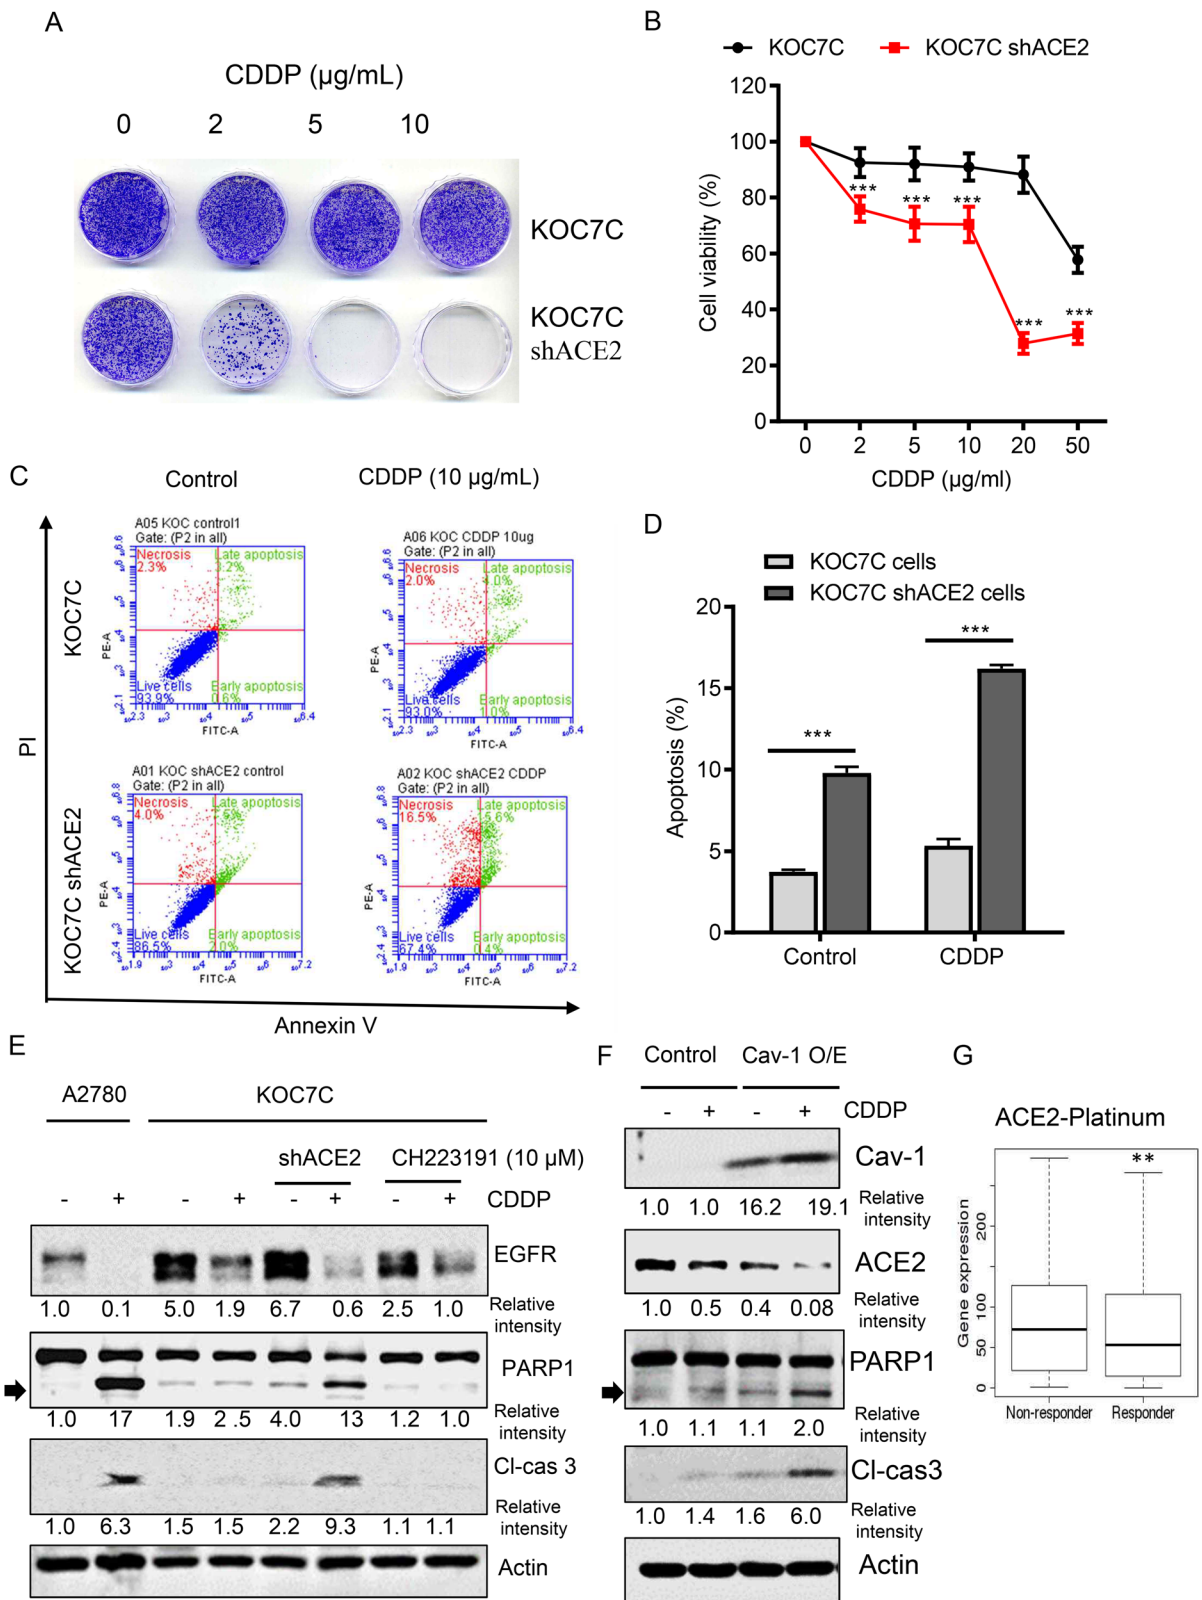 A
CDDP (µg/mL)
0 2 5 10
KOC7C
KOC7C
shACE2
B
KOC7C KOC7C shACE2
Cell viability (%)
120
100
80
60
40
20
0
*** *** *** *** ***
0 2 5 10 20 50
CDDP (µg/ml)
C
Control CDDP (10 µg/mL)
PI
KOC7C
A05 KOC control1
Gate: (P2 in all)
Necrosis
2.3%
Late apoptosis
Live cells
93.9%
Early apoptosis
0.6%
PE-A
FITC-A
A06 KOC CDDP 10ug
Gate: (P2 in all)
Necrosis
2.0%
Late apoptosis
Live cells
93.0%
Early apoptosis
1.0%
PE-A
FITC-A
KOC7C shACE2
A01 KOC shACE2 control
Gate: (P2 in all)
Necrosis
4.0%
Late apoptosis
Live cells
86.5%
Early apoptosis
2.0%
PE-A
FITC-A
A02 KOC shACE2 CDDP
Gate: (P2 in all)
Necrosis
16.5%
Late apoptosis
Live cells
67.4%
Early apoptosis
0.4%
PE-A
FITC-A
Annexin V
D
KOC7C cells
KOC7C shACE2 cells
Apoptosis (%)
20
15
10
5
0
*** ***
Control CDDP
E
A2780 KOC7C
shACE2 CH223191 (10 µM)
- + - + - + - + CDDP
EGFR
1.0 0.1 5.0 1.9 6.7 0.6 2.5 1.0 Relative intensity
PARP1
1.0 17 1.9 2.5 4.0 13 1.2 1.0 Relative intensity
Cl-cas 3
1.0 6.3 1.5 1.5 2.2 9.3 1.1 1.1 Relative intensity
Actin
F
Control Cav-1 O/E
- + - + CDDP
Cav-1
1.0 1.0 16.2 19.1 Relative intensity
ACE2
1.0 0.5 0.4 0.08 Relative intensity
PARP1
1.0 1.1 1.1 2.0 Relative intensity
Cl-cas3
1.0 1.4 1.6 6.0 Relative intensity
Actin
G
ACE2-Platinum
**
Gene expression
200
100
50
0
Non-responder Responder